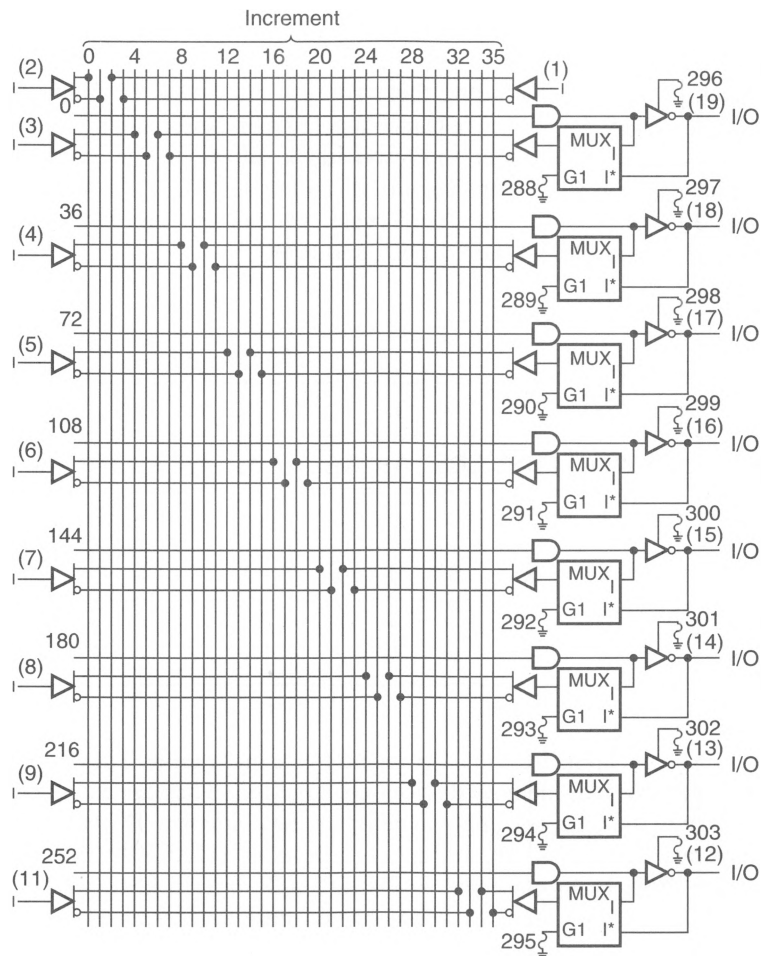 Increment
0 4 8 12 16 20 24 28 32 35
(2) (1)
I I
0 296
(19) I/O
(3) MUX
I I
288 G1 I*
36 297
(18) I/O
(4) MUX
I I
289 G1 I*
72 298
(17) I/O
(5) MUX
I I
290 G1 I*
108 299
(16) I/O
(6) MUX
I I
291 G1 I*
144 300
(15) I/O
(7) MUX
I I
292 G1 I*
180 301
(14) I/O
(8) MUX
I I
293 G1 I*
216 302
(13) I/O
(9) MUX
I I
294 G1 I*
252 303
(12) I/O
(11) MUX
I I
295 G1 I*